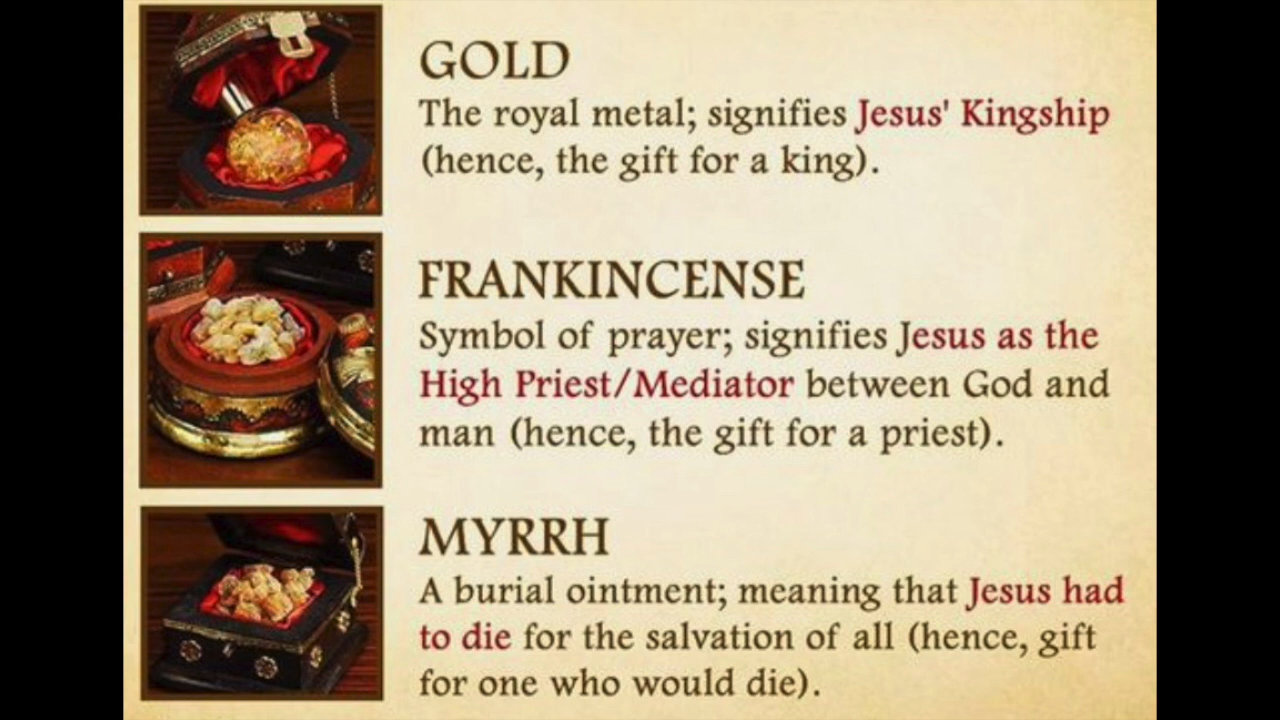 GOLD
The royal metal; signifies Jesus' Kingship
(hence, the gift for a king).
FRANKINCENSE
Symbol of prayer; signifies Jesus as the
High Priest/Mediator between God and
man (hence, the gift for a priest).
MYRRH
A burial ointment; meaning that Jesus had
to die for the salvation of all (hence, gift
for one who would die).